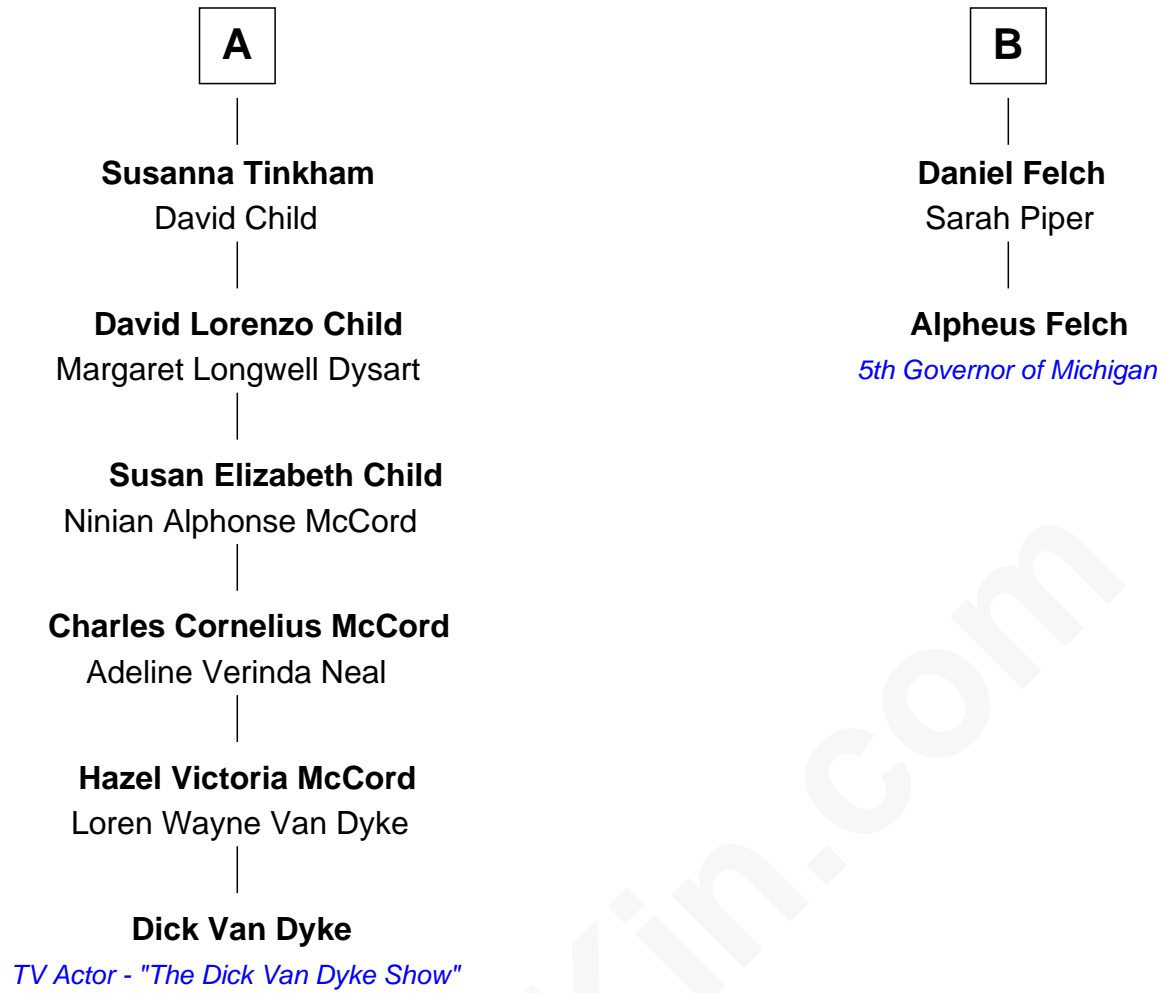 A
Susanna Tinkham
David Child
David Lorenzo Child
Margaret Longwell Dysart
Susan Elizabeth Child
Ninian Alphonse McCord
Charles Cornelius McCord
Adeline Verinda Neal
Hazel Victoria McCord
Loren Wayne Van Dyke
Dick Van Dyke
TV Actor - "The Dick Van Dyke Show"
B
Daniel Felch
Sarah Piper
Alpheus Felch
5th Governor of Michigan
Kin.com